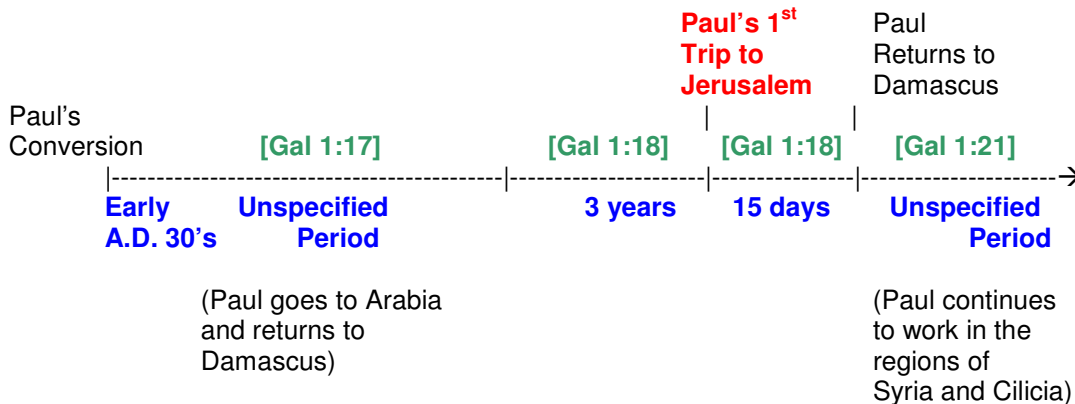 Paul's 1st Paul
Trip to Returns to
Jerusalem Damascus
Paul's | |
Conversion [Gal 1:17] [Gal 1:18] [Gal 1:18] [Gal 1:21]
|-----------------------------------------|---------------------|---------------|---------------------→
Early Unspecified 3 years 15 days Unspecified
A.D. 30's Period Period
(Paul goes to Arabia (Paul continues
and returns to to work in the
Damascus) regions of
Syria and Cilicia)